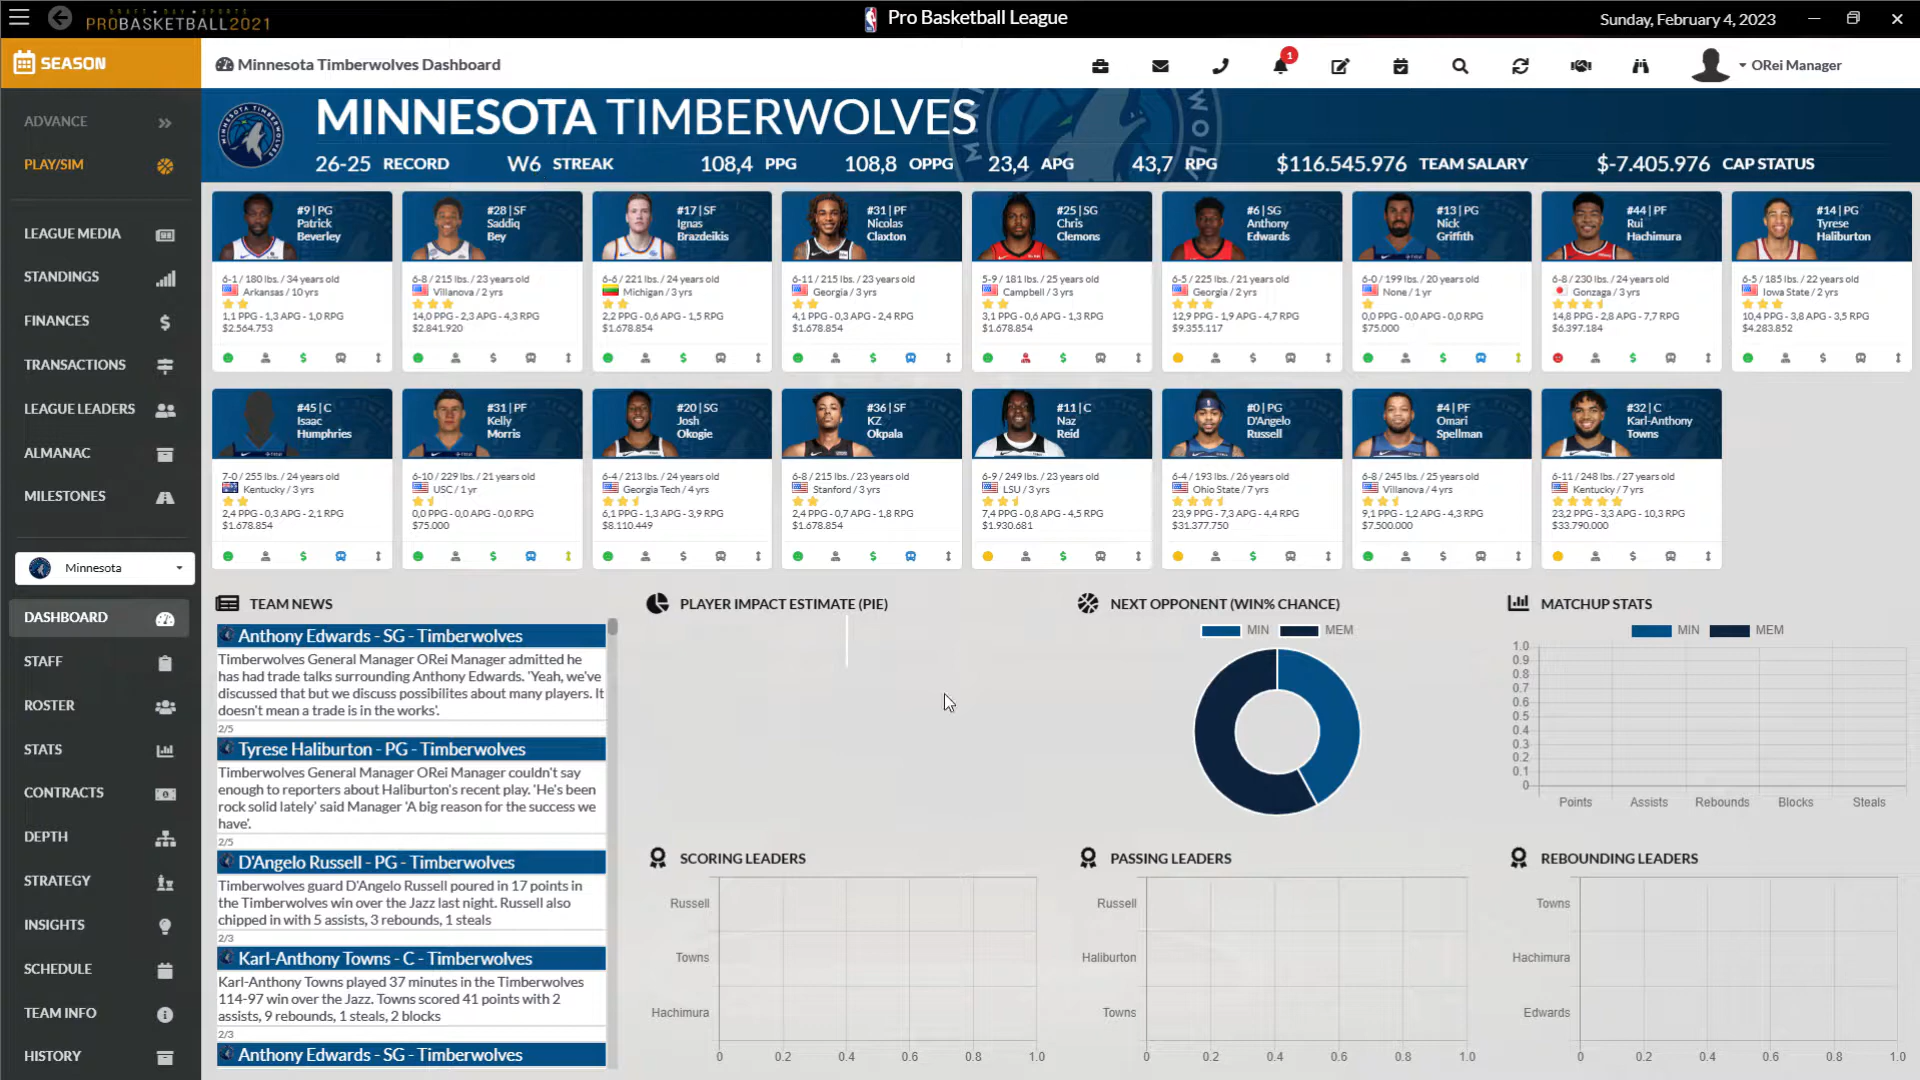 DRAFT • DAY • SPORTS
PROBASKETBALL2021
Pro Basketball League
Sunday, February 4, 2023
SEASON
Minnesota Timberwolves Dashboard
1
ORei Manager
MINNESOTA TIMBERWOLVES
26-25 RECORD
W6 STREAK
108,4 PPG
108,8 OPPG
23,4 APG
43,7 RPG
$116.545.976 TEAM SALARY
$-7.405.976 CAP STATUS
ADVANCE
PLAY/SIM
LEAGUE MEDIA
STANDINGS
FINANCES
TRANSACTIONS
LEAGUE LEADERS
ALMANAC
MILESTONES
Minnesota
DASHBOARD
STAFF
ROSTER
STATS
CONTRACTS
DEPTH
STRATEGY
INSIGHTS
SCHEDULE
TEAM INFO
HISTORY
#9 | PG
Patrick
Beverley
6-1 / 180 lbs. / 34 years old
Arkansas / 10 yrs
1,1 PPG - 1,3 APG - 1,0 RPG
$2.564.753
#28 | SF
Saddiq
Bey
6-8 / 215 lbs. / 23 years old
Villanova / 2 yrs
14,0 PPG - 2,3 APG - 4,3 RPG
$2.841.920
#17 | SF
Ignas
Brazdeikis
6-6 / 221 lbs. / 24 years old
Michigan / 3 yrs
2,2 PPG - 0,6 APG - 1,5 RPG
$1.678.854
#31 | PF
Nicolas
Claxton
6-11 / 215 lbs. / 23 years old
Georgia / 3 yrs
4,1 PPG - 0,3 APG - 2,4 RPG
$1.678.854
#25 | SG
Chris
Clemons
5-9 / 181 lbs. / 25 years old
Campbell / 3 yrs
3,1 PPG - 0,6 APG - 1,3 RPG
$1.678.854
#6 | SG
Anthony
Edwards
6-5 / 225 lbs. / 21 years old
Georgia / 2 yrs
12,9 PPG - 1,9 APG - 4,7 RPG
$9.355.117
#13 | PG
Nick
Griffith
6-0 / 199 lbs. / 20 years old
None / 1 yr
0,0 PPG - 0,0 APG - 0,0 RPG
$75.000
#44 | PF
Rui
Hachimura
6-8 / 230 lbs. / 24 years old
Gonzaga / 3 yrs
14,8 PPG - 2,8 APG - 7,7 RPG
$6.397.184
#14 | PG
Tyrese
Haliburton
6-5 / 185 lbs. / 22 years old
Iowa State / 2 yrs
10,4 PPG - 3,8 APG - 3,5 RPG
$4.283.852
#45 | C
Isaac
Humphries
7-0 / 255 lbs. / 24 years old
Kentucky / 3 yrs
2,4 PPG - 0,3 APG - 2,1 RPG
$1.678.854
#31 | PF
Kelly
Morris
6-10 / 229 lbs. / 21 years old
USC / 1 yr
0,0 PPG - 0,0 APG - 0,0 RPG
$75.000
#20 | SG
Josh
Okogie
6-4 / 213 lbs. / 24 years old
Georgia Tech / 4 yrs
6,1 PPG - 1,3 APG - 3,9 RPG
$8.110.449
#36 | SF
KZ
Okpala
6-8 / 215 lbs. / 23 years old
Stanford / 3 yrs
2,4 PPG - 0,7 APG - 1,8 RPG
$1.678.854
#11 | C
Naz
Reid
6-9 / 249 lbs. / 23 years old
LSU / 3 yrs
7,4 PPG - 0,8 APG - 4,5 RPG
$1.930.681
#0 | PG
D'Angelo
Russell
6-4 / 193 lbs. / 26 years old
Ohio State / 7 yrs
23,9 PPG - 7,3 APG - 4,4 RPG
$31.377.750
#4 | PF
Omari
Spellman
6-8 / 245 lbs. / 25 years old
Villanova / 4 yrs
9,1 PPG - 1,2 APG - 4,3 RPG
$7.500.000
#32 | C
Karl-Anthony
Towns
6-11 / 248 lbs. / 27 years old
Kentucky / 7 yrs
23,2 PPG - 3,3 APG - 10,3 RPG
$33.790.000
TEAM NEWS
Anthony Edwards - SG - Timberwolves
Timberwolves General Manager ORei Manager admitted he
has had trade talks surrounding Anthony Edwards. 'Yeah, we've
discussed that but we discuss possibilites about many players. It
doesn't mean a trade is in the works'.
2/5
Tyrese Haliburton - PG - Timberwolves
Timberwolves General Manager ORei Manager couldn't say
enough to reporters about Haliburton's recent play. 'He's been
rock solid lately' said Manager 'A big reason for the success we
have'.
2/5
D'Angelo Russell - PG - Timberwolves
Timberwolves guard D'Angelo Russell poured in 17 points in
the Timberwolves win over the Jazz last night. Russell also
chipped in with 5 assists, 3 rebounds, 1 steals
2/3
Karl-Anthony Towns - C - Timberwolves
Karl-Anthony Towns played 37 minutes in the Timberwolves
114-97 win over the Jazz. Towns scored 41 points with 2
assists, 9 rebounds, 1 steals, 2 blocks
2/3
Anthony Edwards - SG - Timberwolves
PLAYER IMPACT ESTIMATE (PIE)
NEXT OPPONENT (WIN% CHANCE)
MIN MEM
MATCHUP STATS
MIN MEM
1.0
0.9
0.8
0.7
0.6
0.5
0.4
0.3
0.2
0.1
0
Points Assists Rebounds Blocks Steals
SCORING LEADERS
Russell
Towns
Hachimura
0 0.2 0.4 0.6 0.8 1.0
PASSING LEADERS
Russell
Haliburton
Towns
0 0.2 0.4 0.6 0.8 1.0
REBOUNDING LEADERS
Towns
Hachimura
Edwards
0 0.2 0.4 0.6 0.8 1.0